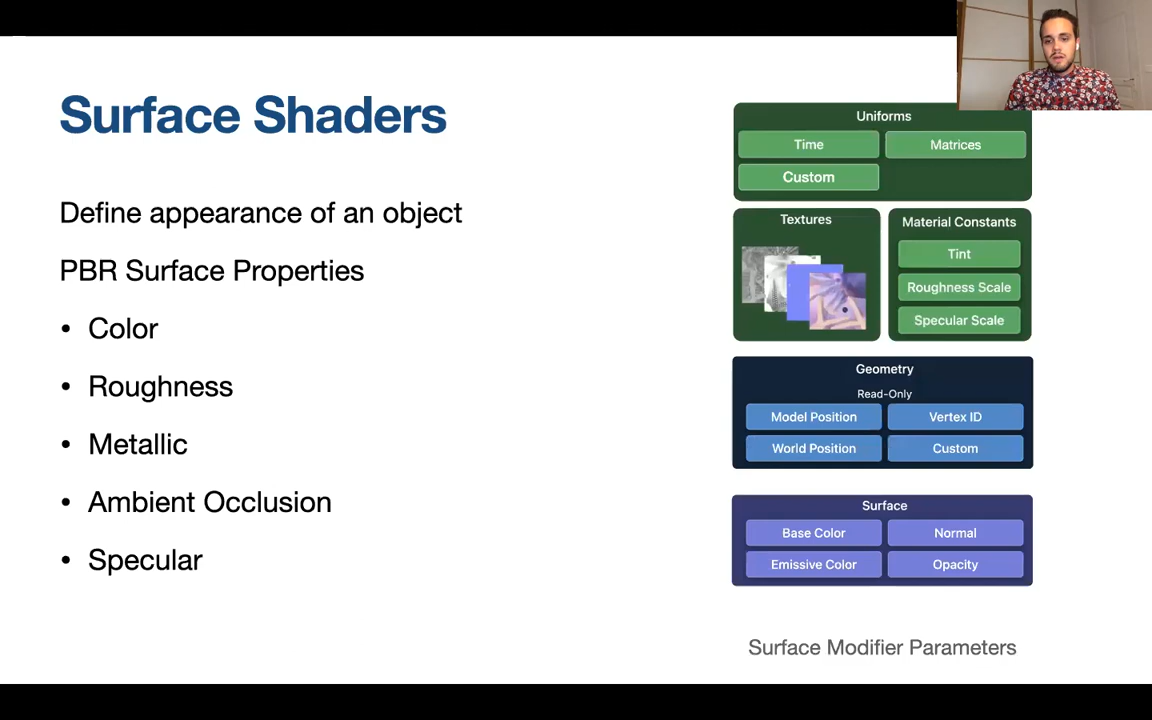 Surface Shaders
Define appearance of an object
PBR Surface Properties
• Color
• Roughness
• Metallic
• Ambient Occlusion
• Specular
Uniforms
Time
Matrices
Custom
Textures
Material Constants
Tint
Roughness Scale
Specular Scale
Geometry
Read-Only
Model Position
Vertex ID
World Position
Custom
Surface
Base Color
Normal
Emissive Color
Opacity
Surface Modifier Parameters